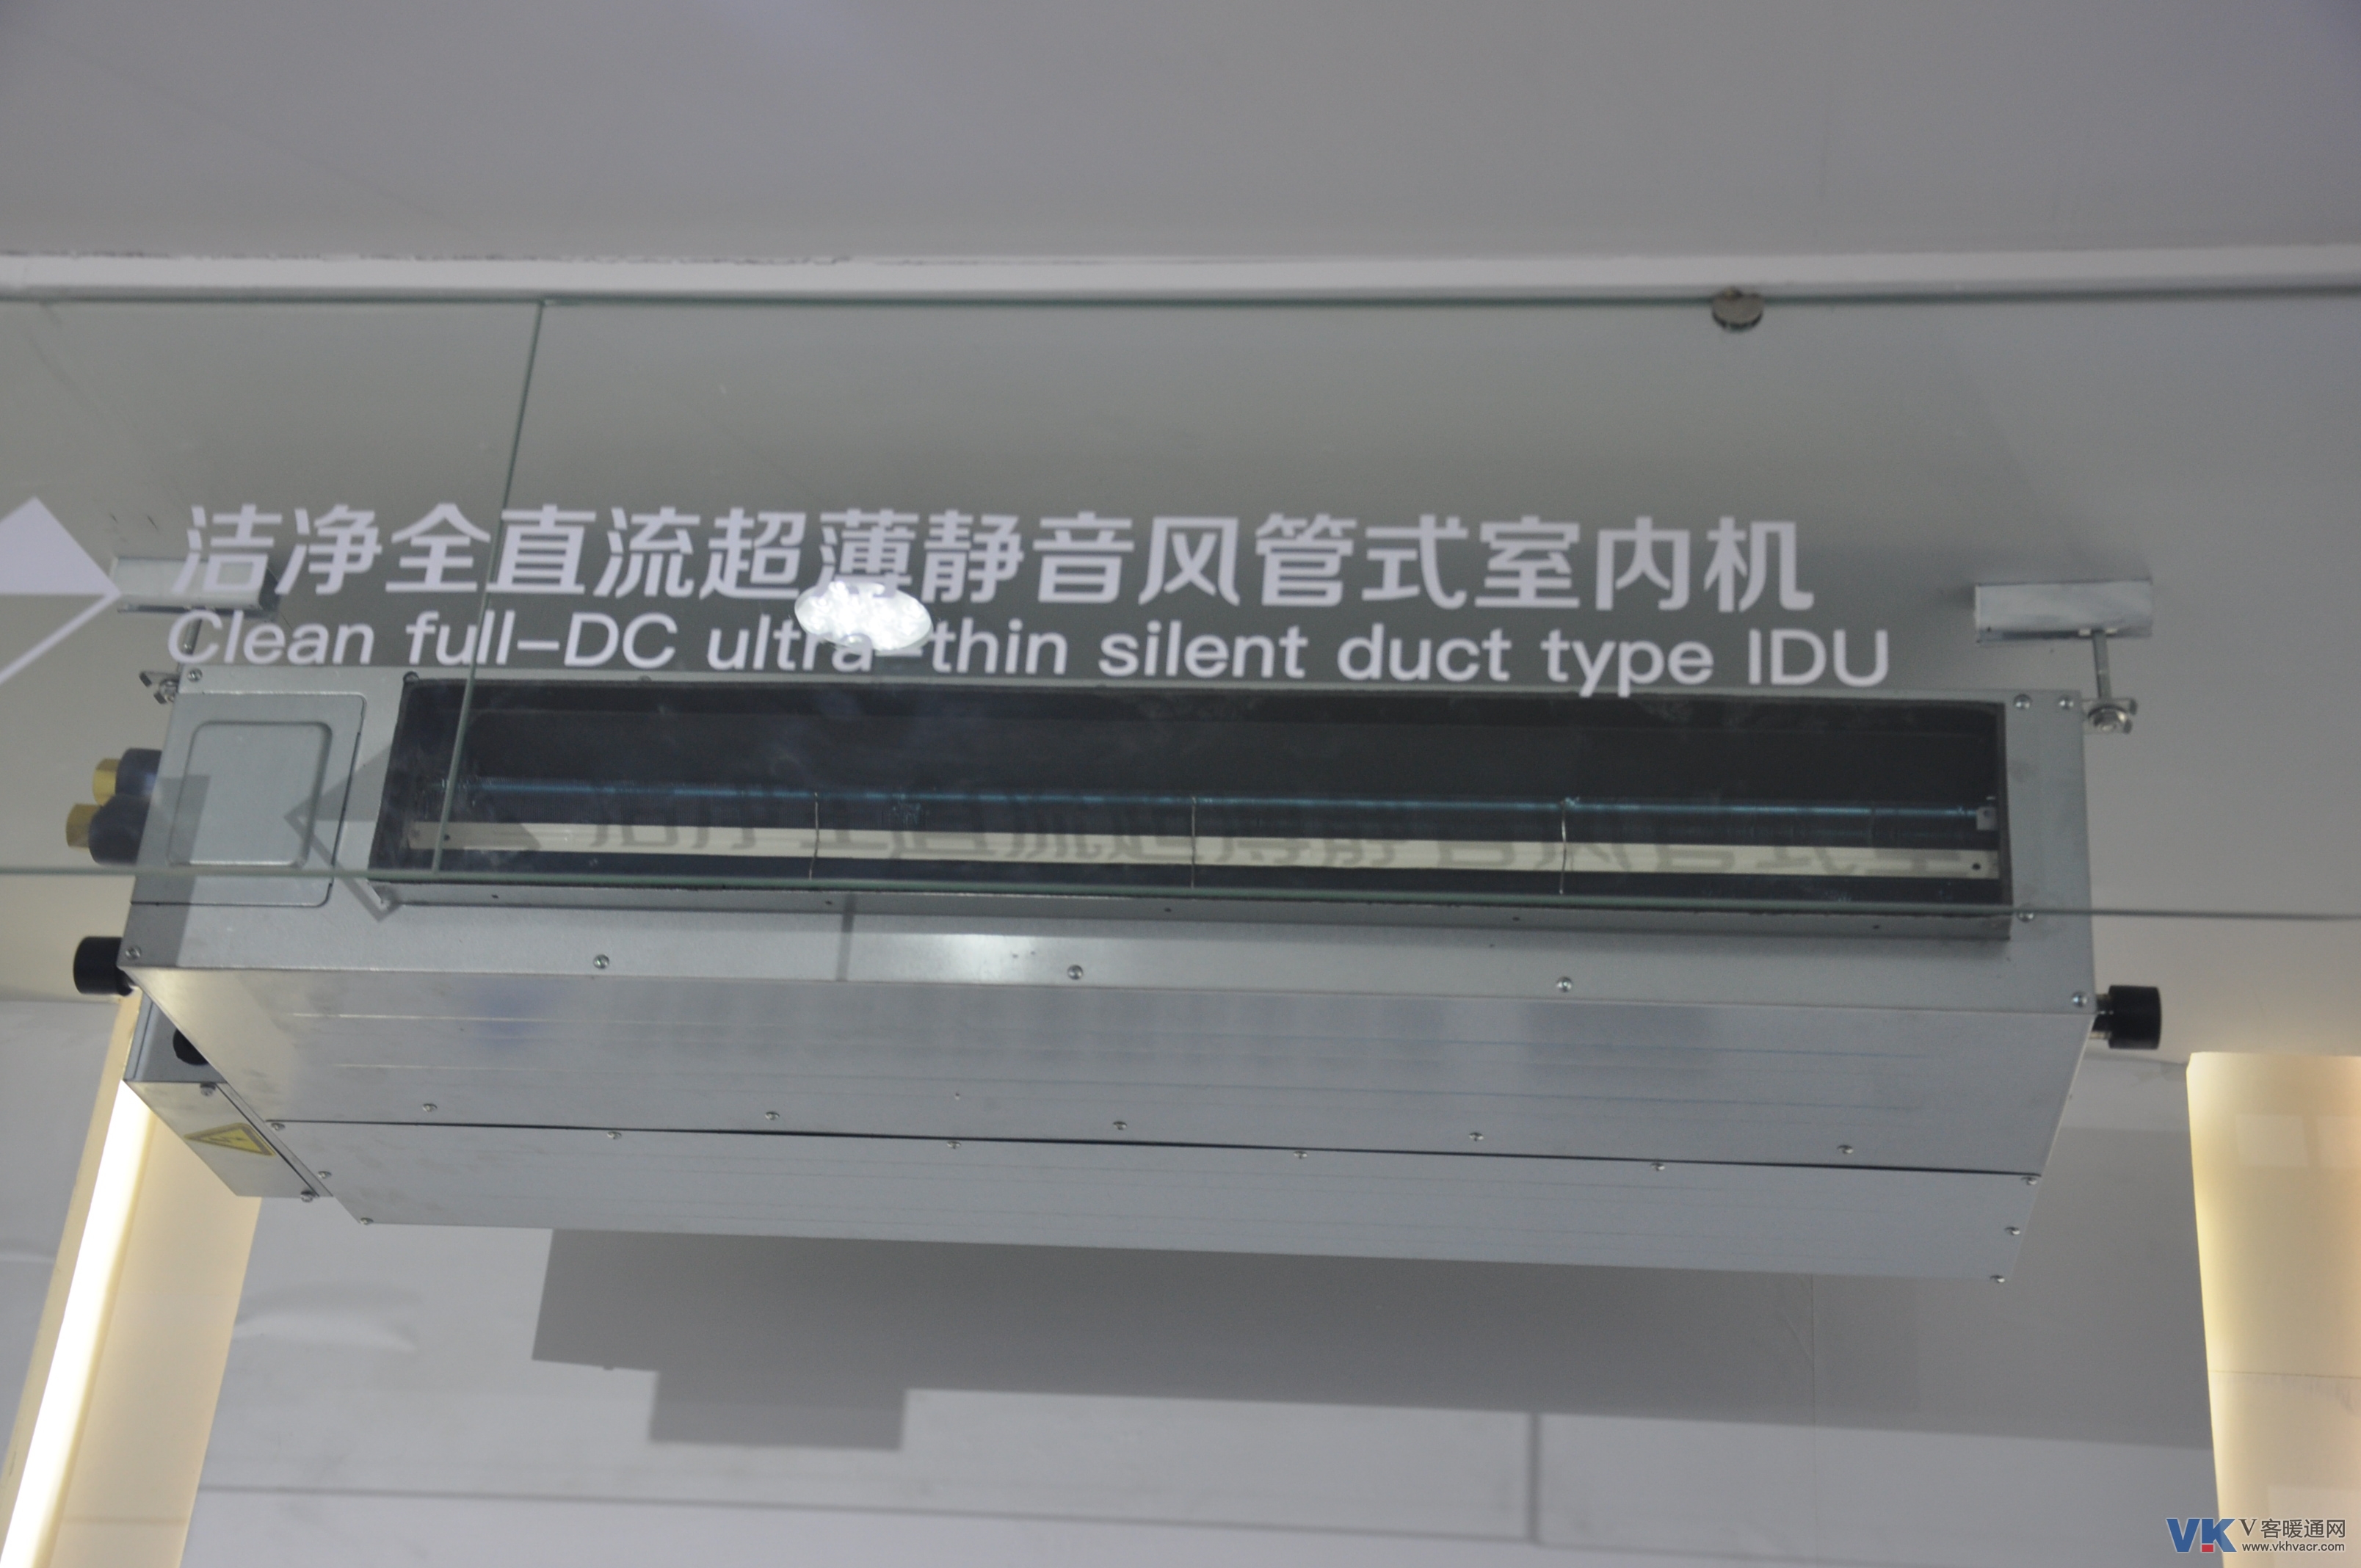 洁净全直流超薄静音风管式室内机
Clean full-DC ultra-thin silent duct type IDU
VK V客暖通网
www.vkhvacr.com